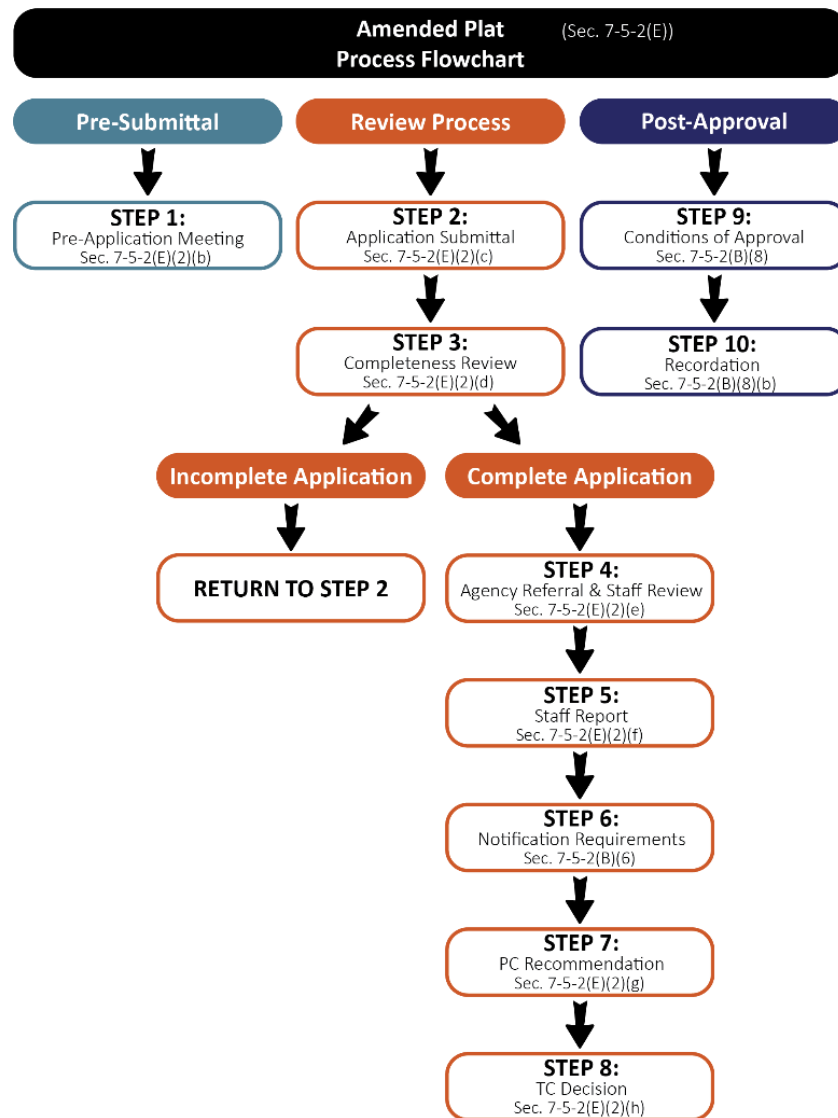 Amended Plat (Sec. 7-5-2(E))
Process Flowchart
Pre-Submittal
STEP 1:
Pre-Application Meeting
Sec. 7-5-2(E)(2)(b)
Review Process
STEP 2:
Application Submittal
Sec. 7-5-2(E)(2)(c)
STEP 3:
Completeness Review
Sec. 7-5-2(E)(2)(d)
Incomplete Application
RETURN TO STEP 2
Complete Application
STEP 4:
Agency Referral & Staff Review
Sec. 7-5-2(E)(2)(e)
STEP 5:
Staff Report
Sec. 7-5-2(E)(2)(f)
STEP 6:
Notification Requirements
Sec. 7-5-2(B)(6)
STEP 7:
PC Recommendation
Sec. 7-5-2(E)(2)(g)
STEP 8:
TC Decision
Sec. 7-5-2(E)(2)(h)
Post-Approval
STEP 9:
Conditions of Approval
Sec. 7-5-2(B)(8)
STEP 10:
Recordation
Sec. 7-5-2(B)(8)(b)